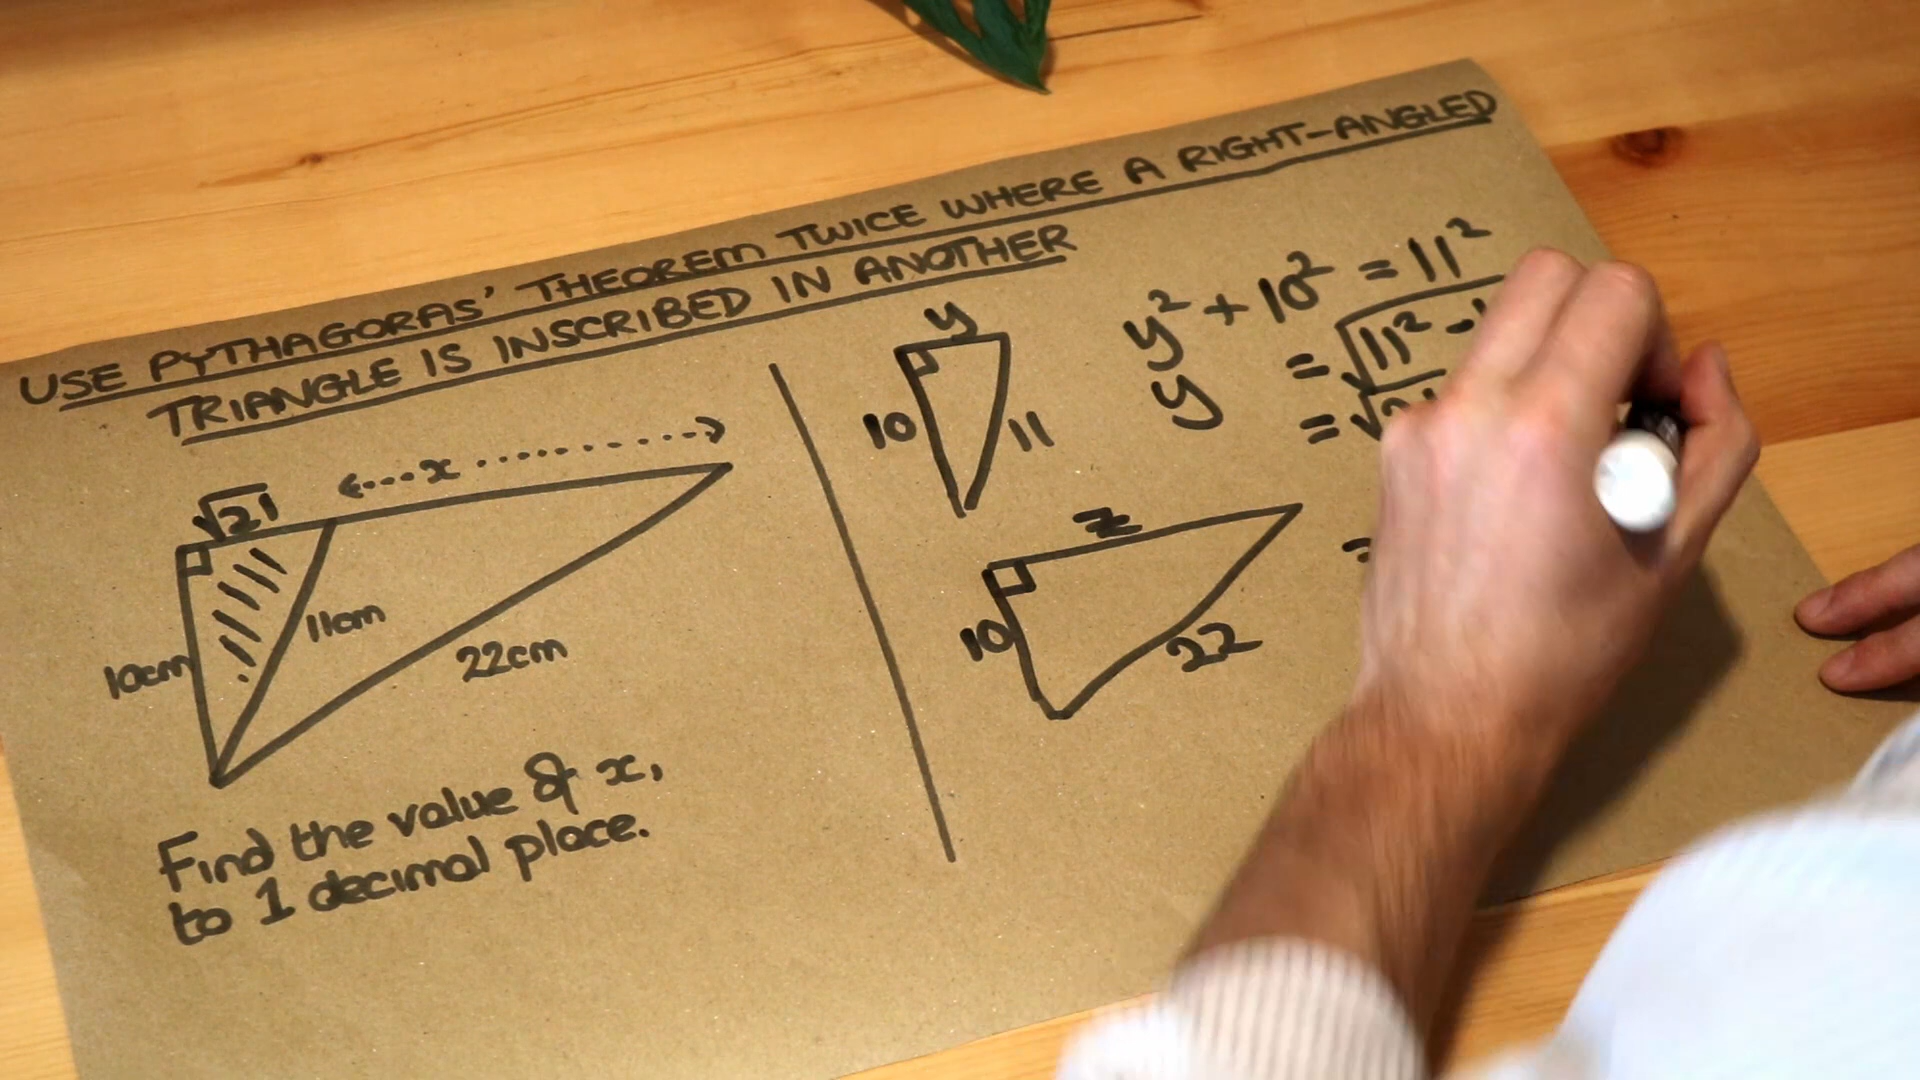 USE PYTHAGORAS' THEOREM TWICE WHERE A RIGHT-ANGLED
TRIANGLE IS INSCRIBED IN ANOTHER
x
√21
10cm
11cm
22cm
Find the value of x,
to 1 decimal place.
y
10
11
y² + 10² = 11²
y = √11² -
= √
z
10
22
=